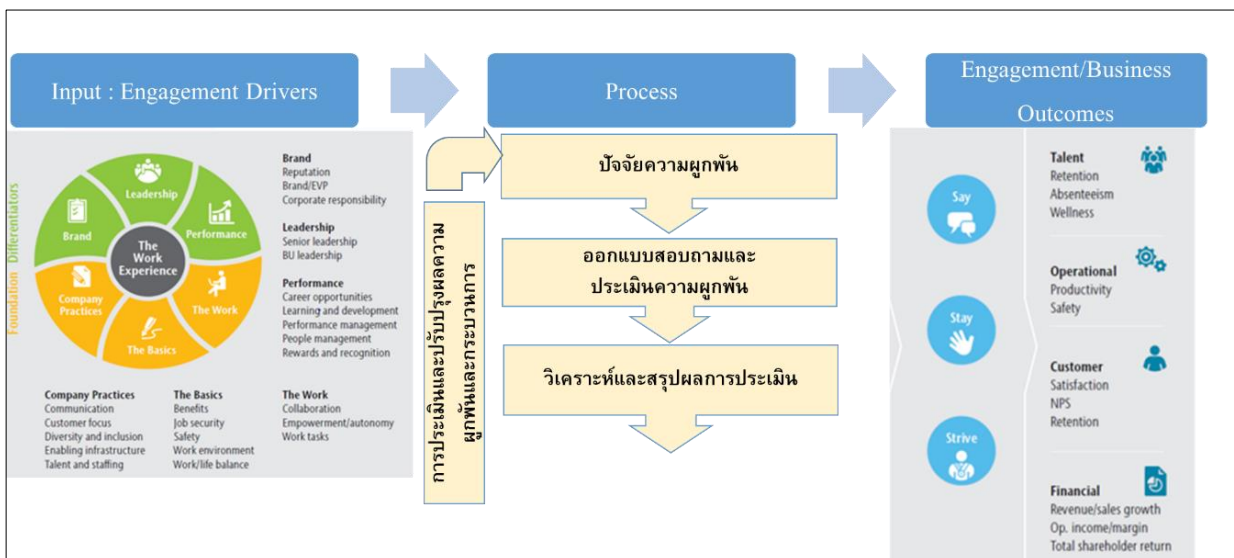 Input : Engagement Drivers
Process
Engagement/Business
Outcomes
Foundation Differentiators
Leadership
Brand
Performance
The
Work
Experience
Company
Practices
The Work
The Basics
Brand
Reputation
Brand/EVP
Corporate responsibility
Leadership
Senior leadership
BU leadership
Performance
Career opportunities
Learning and development
Performance management
People management
Rewards and recognition
Company Practices
Communication
Customer focus
Diversity and inclusion
Enabling infrastructure
Talent and staffing
The Basics
Benefits
Job security
Safety
Work environment
Work/life balance
The Work
Collaboration
Empowerment/autonomy
Work tasks
การประเมินและปรับปรุงผลความ
ผูกพันและกระบวนการ
ปัจจัยความผูกพัน
ออกแบบสอบถามและ
ประเมินความผูกพัน
วิเคราะห์และสรุปผลการประเมิน
Say
Stay
Strive
Talent
Retention
Absenteeism
Wellness
Operational
Productivity
Safety
Customer
Satisfaction
NPS
Retention
Financial
Revenue/sales growth
Op. income/margin
Total shareholder return